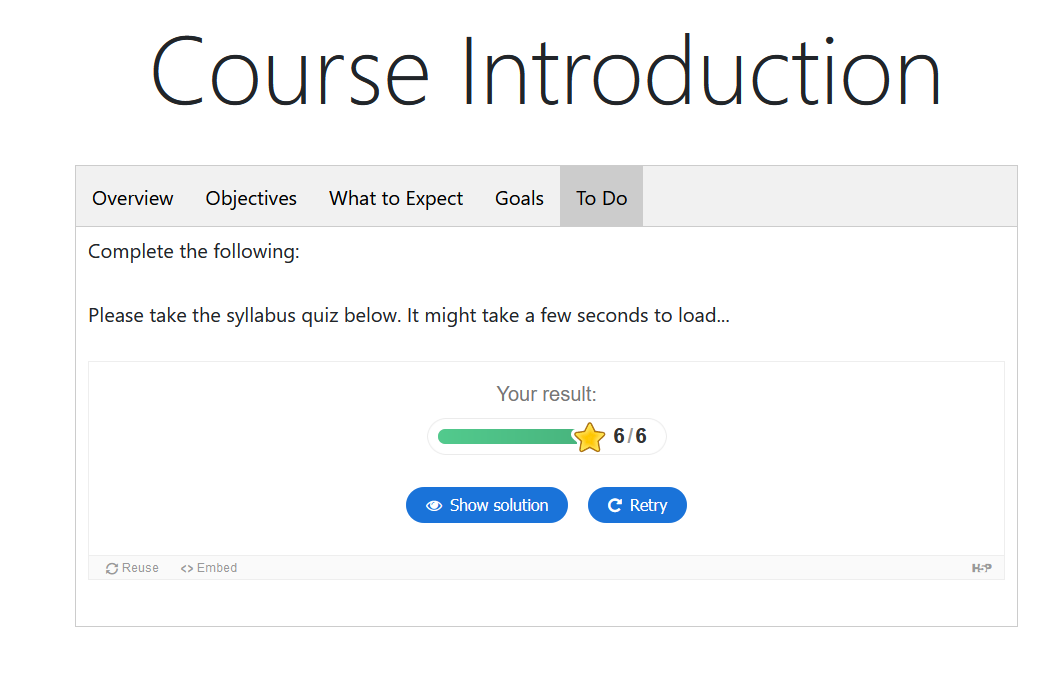 Course Introduction
Overview Objectives What to Expect Goals To Do
Complete the following:
Please take the syllabus quiz below. It might take a few seconds to load...
Your result:
6/6
Show solution Retry
Reuse <> Embed H5P